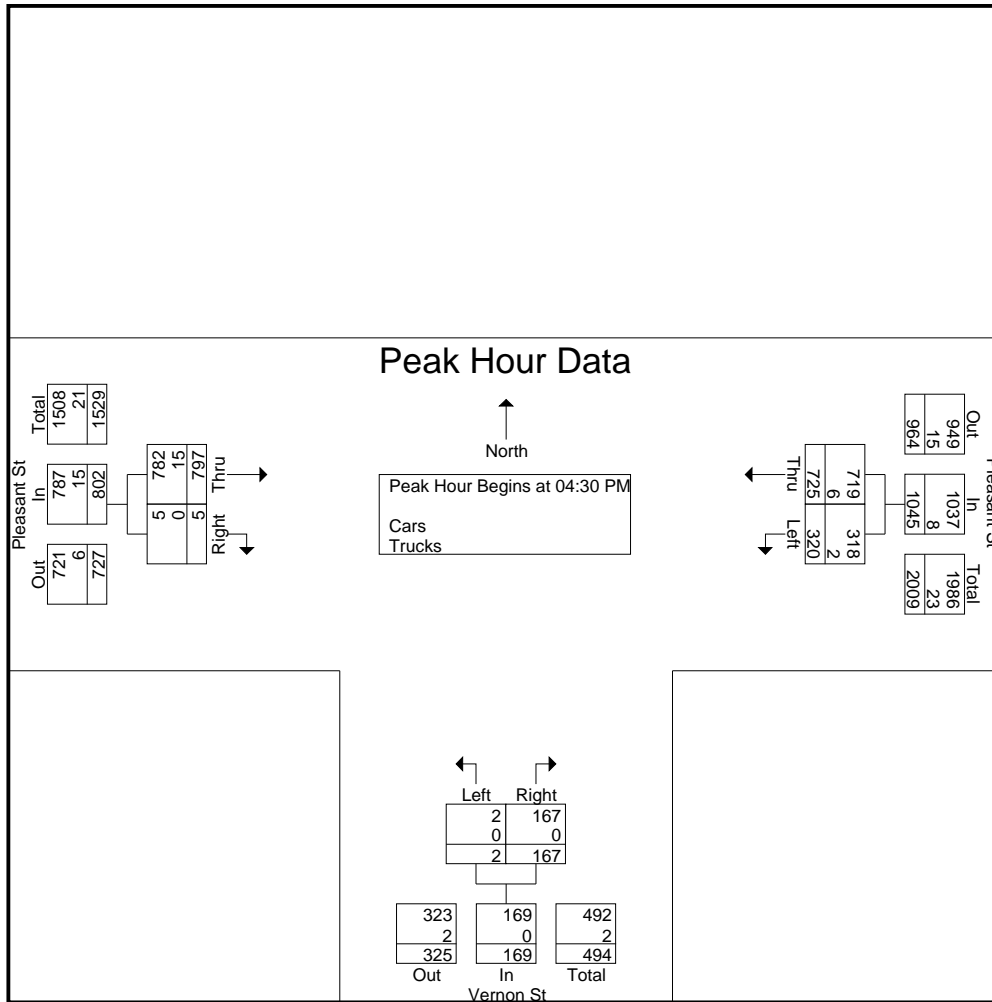 Peak Hour Data
North
Peak Hour Begins at 04:30 PM
Cars
Trucks
Pleasant St
Total
1508
21
1529
In
787
15
802
Out
721
6
727
Thru
782
15
797
Right
5
0
5
Pleasant St
Out
949
15
964
In
1037
8
1045
Total
1986
23
2009
Thru
719
6
725
Left
318
2
320
Left Right
2 167
0 0
2 167
323 169 492
2 0 2
325 169 494
Out In Total
Vernon St